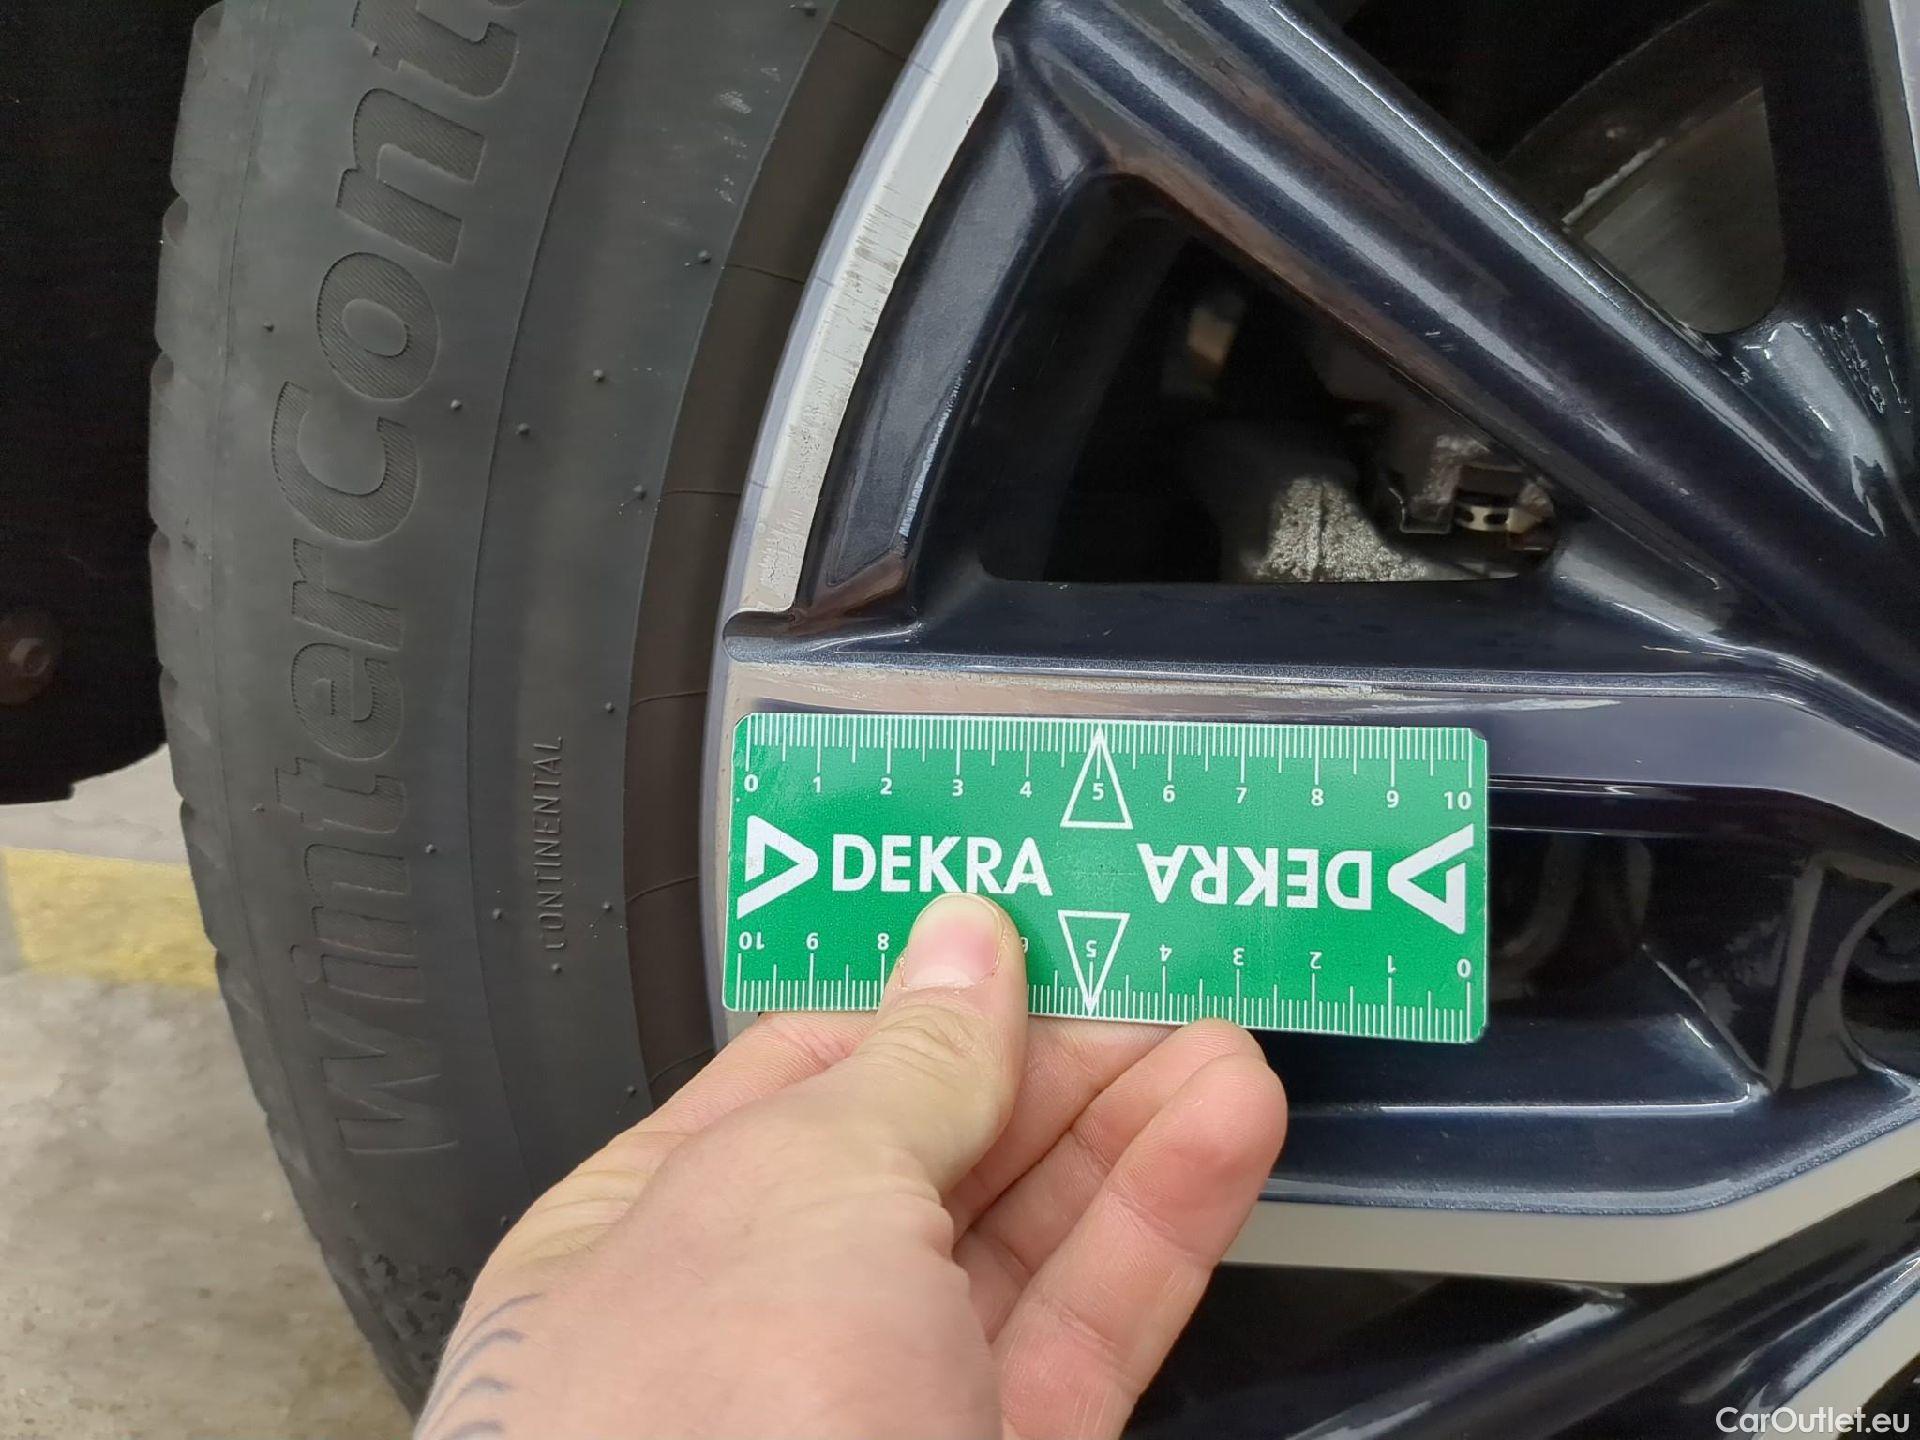 WinterCont
CONTINENTAL
0 1 2 3 4 5 6 7 8 9 10
DEKRA
DEKRA
10 9 8 6 5 4 3 2 1 0
CarOutlet.eu